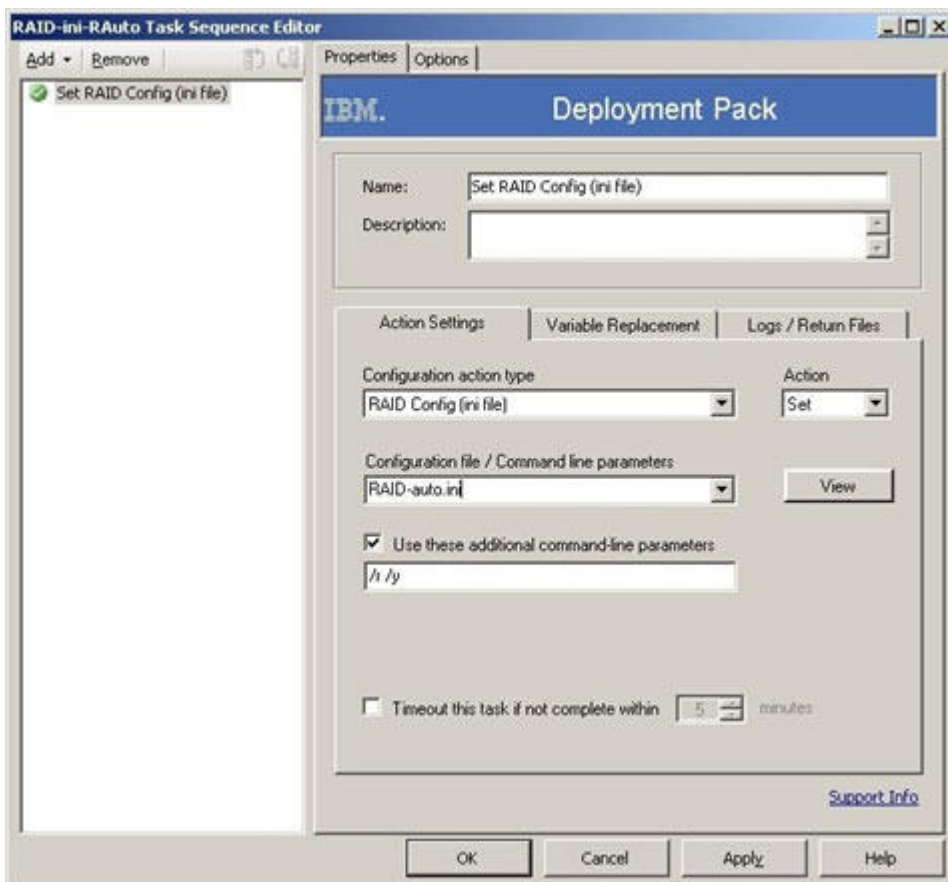 RAID-ini-RAuto Task Sequence Editor
Add Remove
Properties Options
Set RAID Config (ini file)
IBM. Deployment Pack
Name: Set RAID Config (ini file)
Description:
Action Settings Variable Replacement Logs / Return Files
Configuration action type Action
RAID Config (ini file) Set
Configuration file / Command line parameters
RAID-auto.ini View
Use these additional command-line parameters
/r /y
Timeout this task if not complete within 5 minutes
Support Info
OK Cancel Apply Help